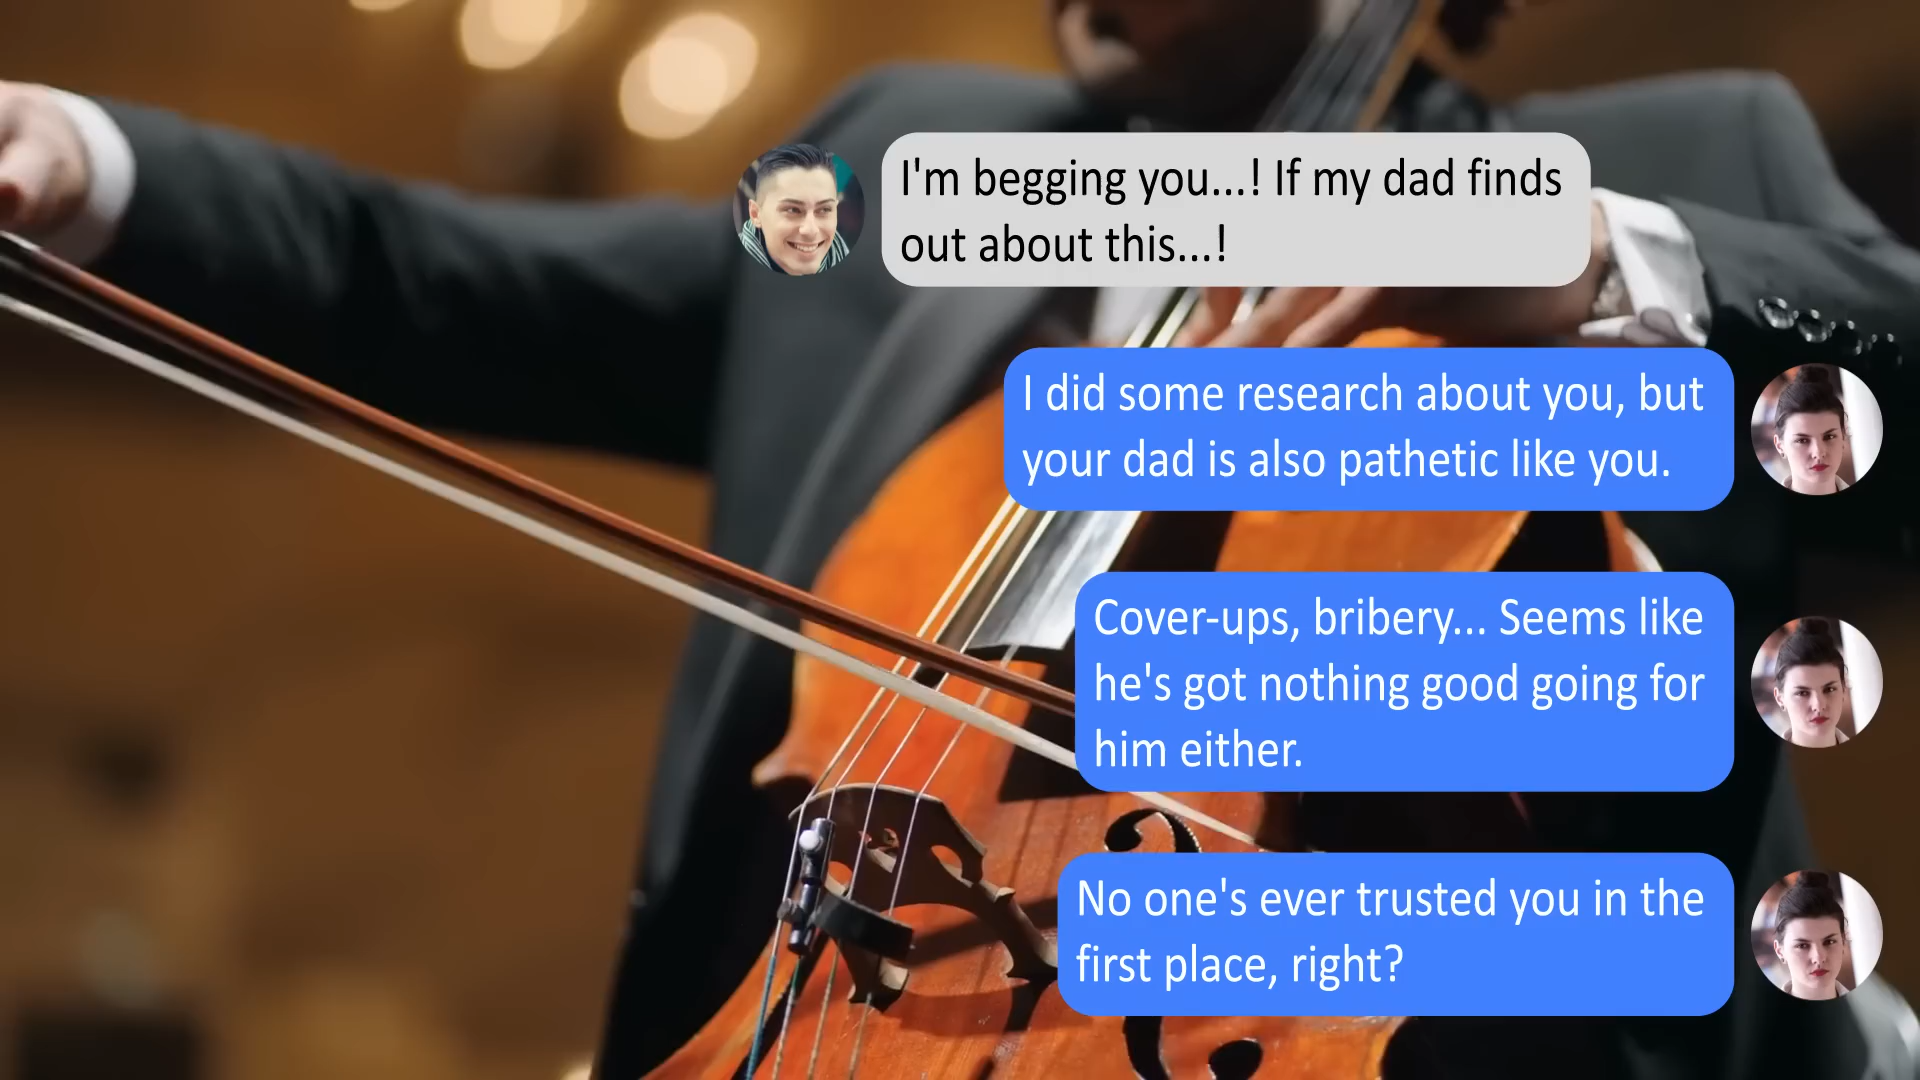 I'm begging you...! If my dad finds
out about this...!
I did some research about you, but
your dad is also pathetic like you.
Cover-ups, bribery... Seems like
he's got nothing good going for
him either.
No one's ever trusted you in the
first place, right?